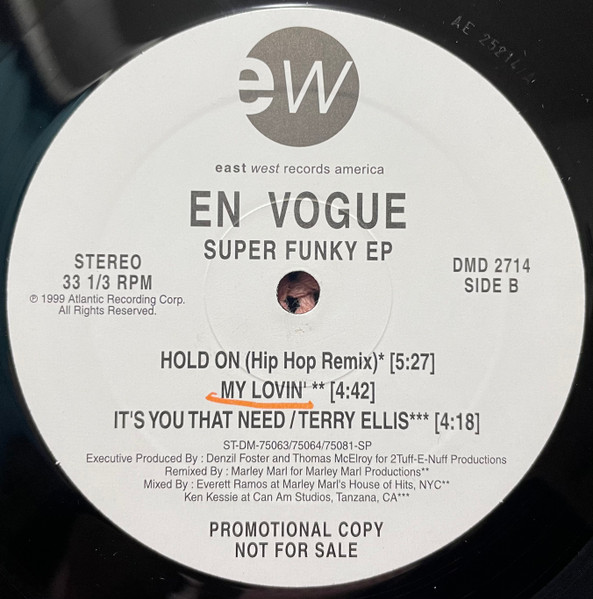 AE 25814-A
ew
east west records america
EN VOGUE
SUPER FUNKY EP
STEREO
33 1/3 RPM
℗ 1999 Atlantic Recording Corp.
All Rights Reserved.
DMD 2714
SIDE B
HOLD ON (Hip Hop Remix)* [5:27]
MY LOVIN' ** [4:42]
IT'S YOU THAT NEED / TERRY ELLIS*** [4:18]
ST-DM-75063/75064/75081-SP
Executive Produced By : Denzil Foster and Thomas McElroy for 2Tuff-E-Nuff Productions
Remixed By : Marley Marl for Marley Marl Productions**
Mixed By : Everett Ramos at Marley Marl's House of Hits, NYC**
Ken Kessie at Can Am Studios, Tanzana, CA***
PROMOTIONAL COPY
NOT FOR SALE